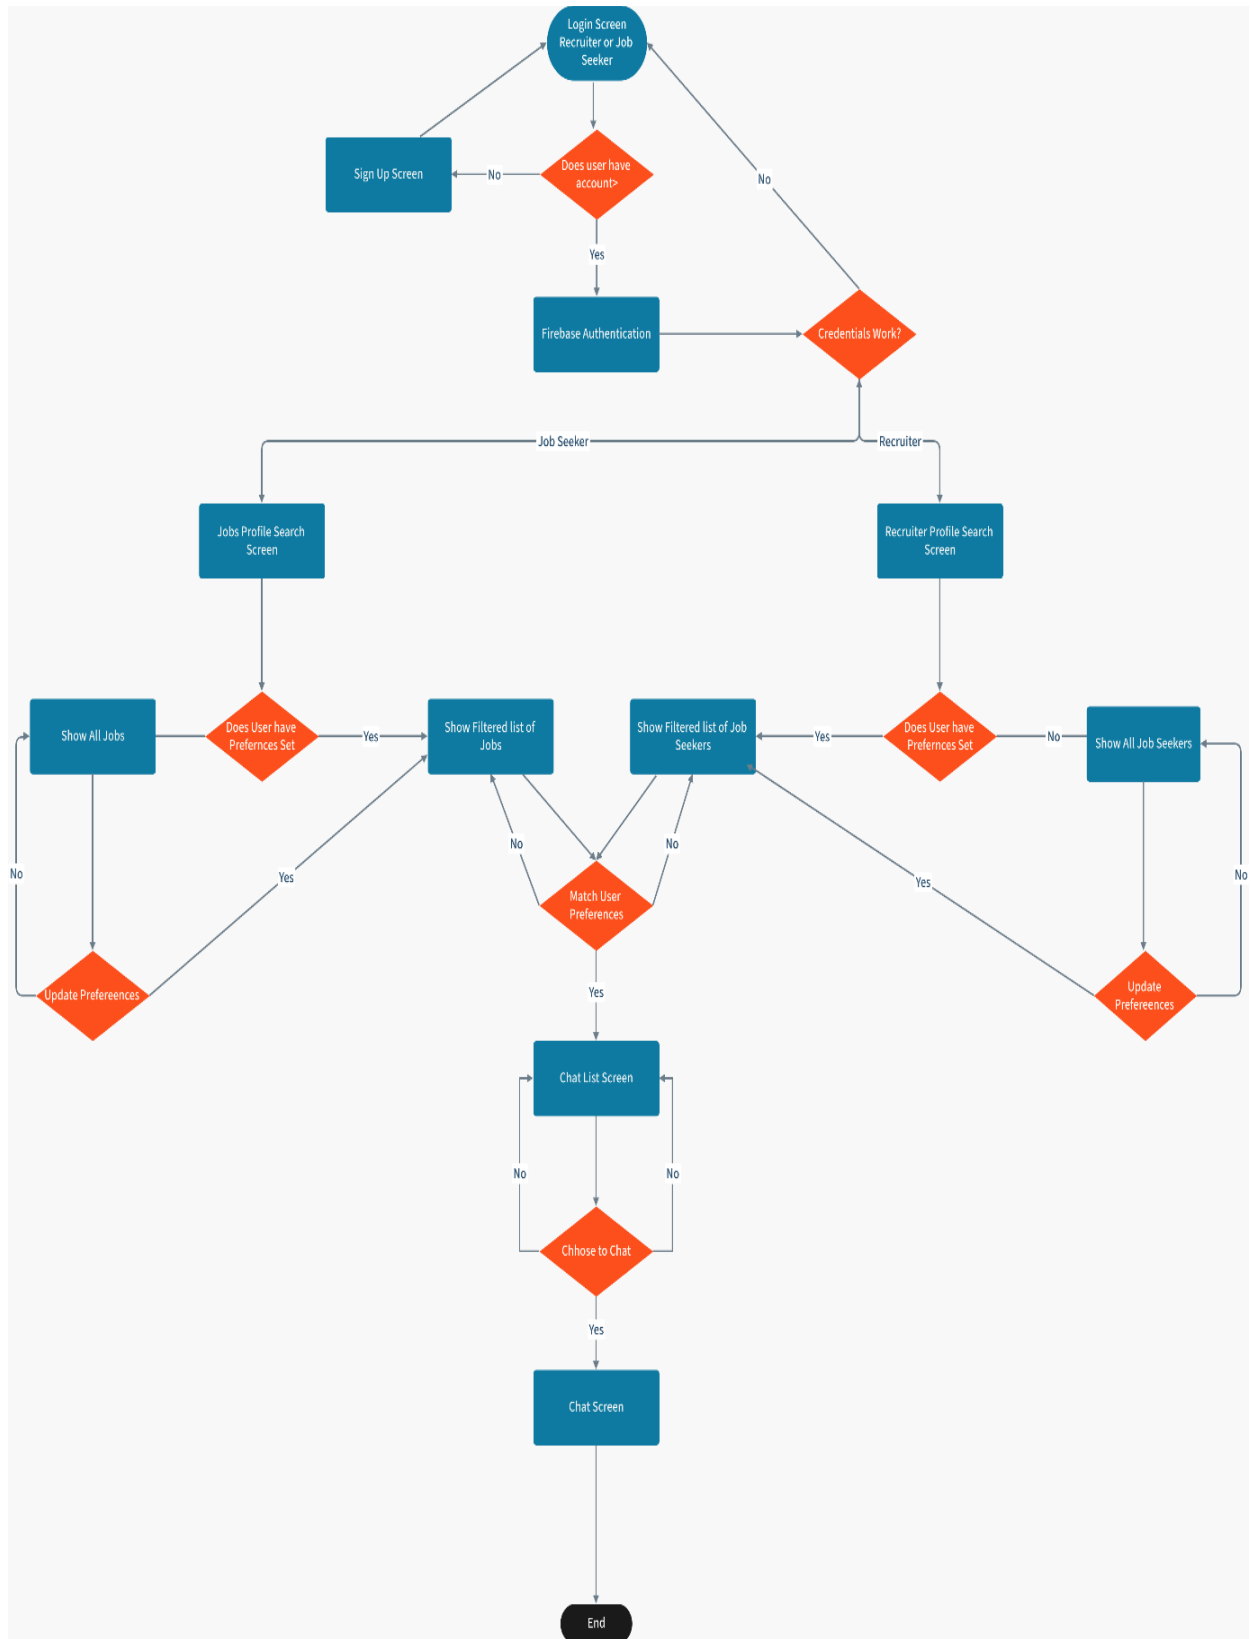 Login Screen
Recruiter or Job
Seeker
Does user have
account>
Sign Up Screen
No
No
Yes
Firebase Authentication
Credentials Work?
Job Seeker
Recruiter
Jobs Profile Search
Screen
Recruiter Profile Search
Screen
Show All Jobs
Does User have
Prefernces Set
Yes
Show Filtered list of
Jobs
Show Filtered list of Job
Seekers
Yes
Does User have
Prefernces Set
No
Show All Job Seekers
No
No
No
Yes
Yes
No
Match User
Preferences
Update Prefereences
Update
Prefereences
Yes
Chat List Screen
No
No
Chhose to Chat
Yes
Chat Screen
End